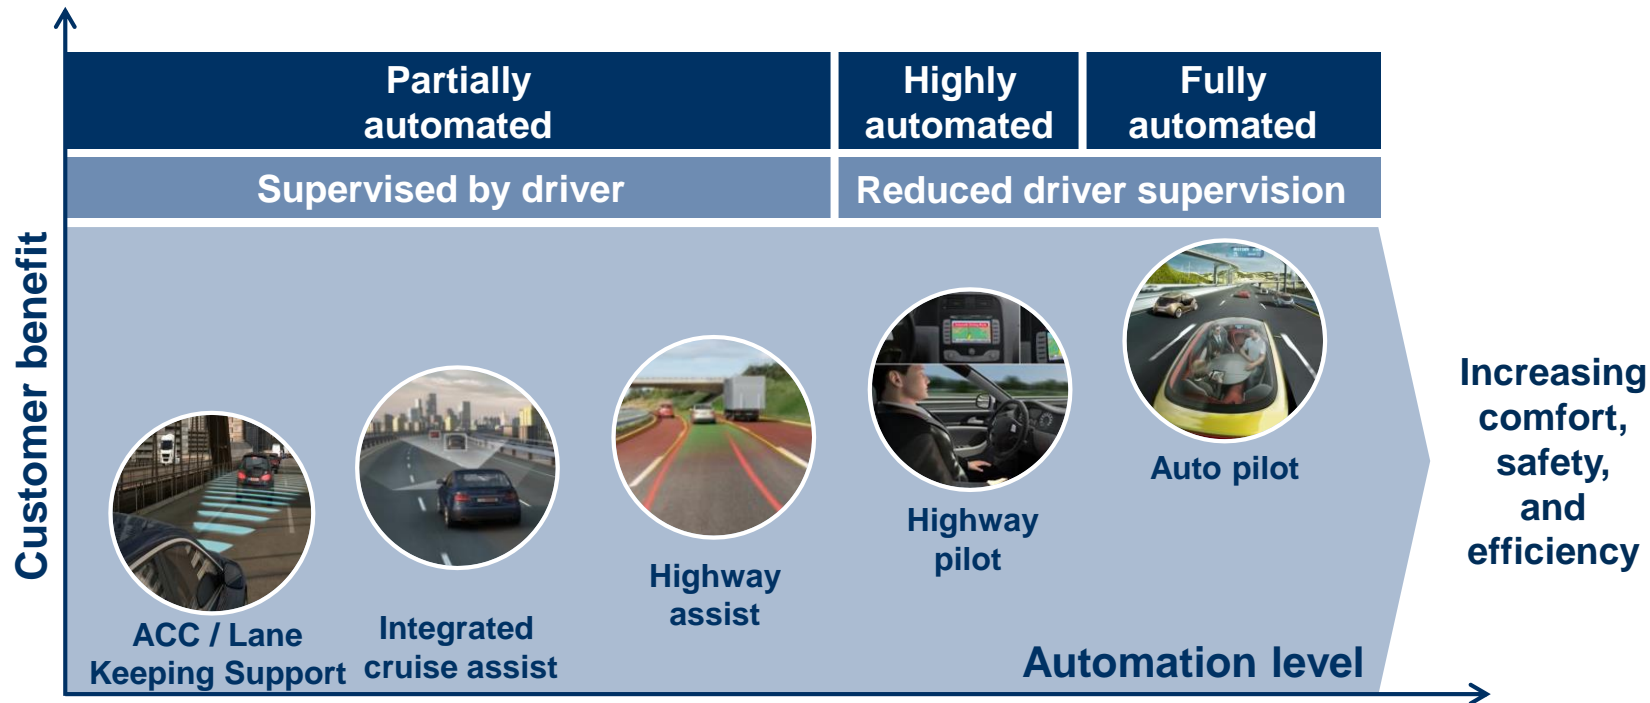 Partially
automated
Highly
automated
Fully
automated
Supervised by driver
Reduced driver supervision
Customer benefit
ACC / Lane
Keeping Support
Integrated
cruise assist
Highway
assist
Highway
pilot
Auto pilot
Automation level
Increasing
comfort,
safety,
and
efficiency